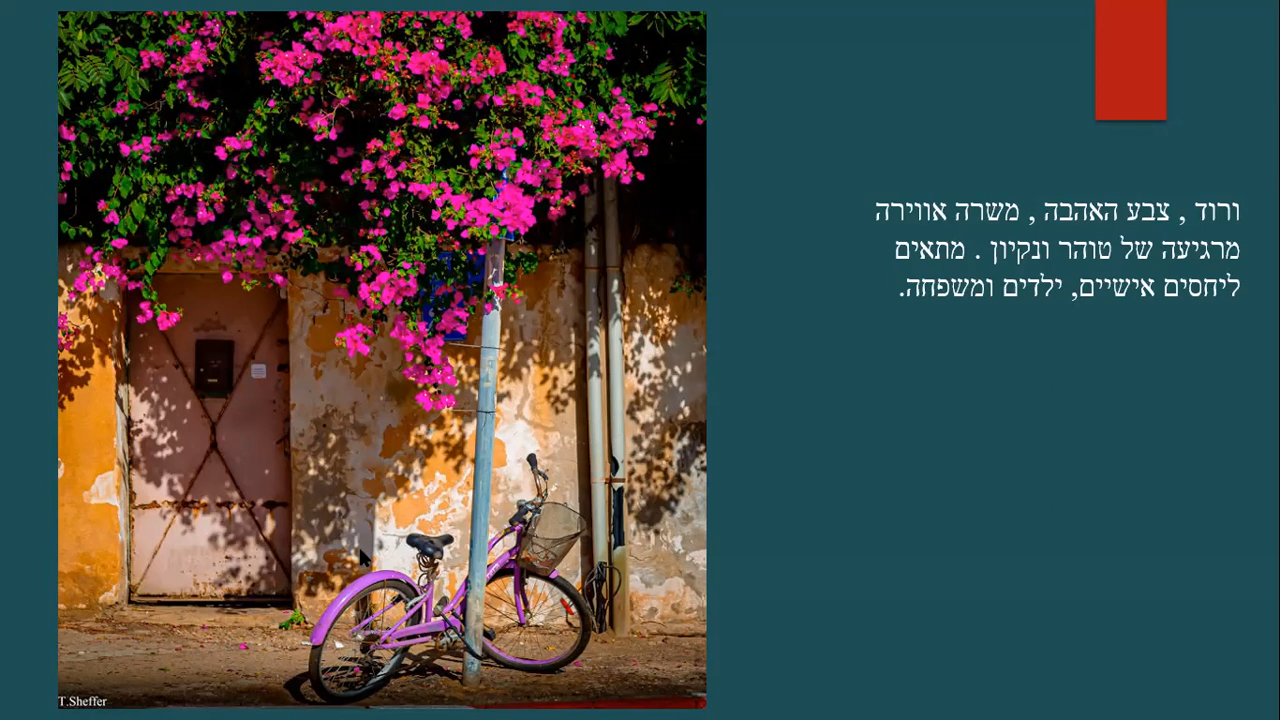 ורוד , צבע האהבה , משרה אווירה
מרגיעה של טוהר ונקיון . מתאים
ליחסים אישיים, ילדים ומשפחה.
T.Sheffer